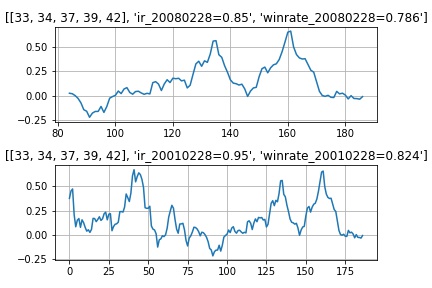 [[33, 34, 37, 39, 42], 'ir_20080228=0.85', 'winrate_20080228=0.786']
0.50
0.25
0.00
−0.25
80 100 120 140 160 180
[[33, 34, 37, 39, 42], 'ir_20010228=0.95', 'winrate_20010228=0.824']
0.50
0.25
0.00
−0.25
0 25 50 75 100 125 150 175